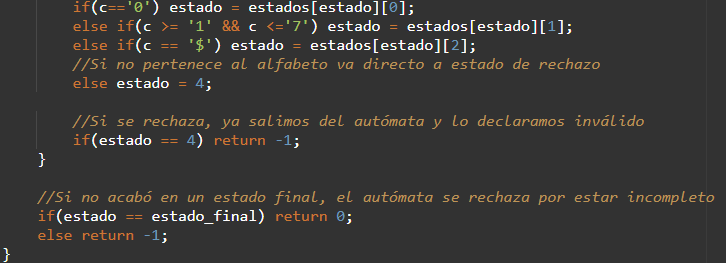 if(c=='0') estado = estados[estado][0];
else if(c >= '1' && c <='7') estado = estados[estado][1];
else if(c == '$') estado = estados[estado][2];
//Si no pertenece al alfabeto va directo a estado de rechazo
else estado = 4;
//Si se rechaza, ya salimos del autómata y lo declaramos inválido
if(estado == 4) return -1;
}
//Si no acabó en un estado final, el autómata se rechaza por estar incompleto
if(estado == estado_final) return 0;
else return -1;
}